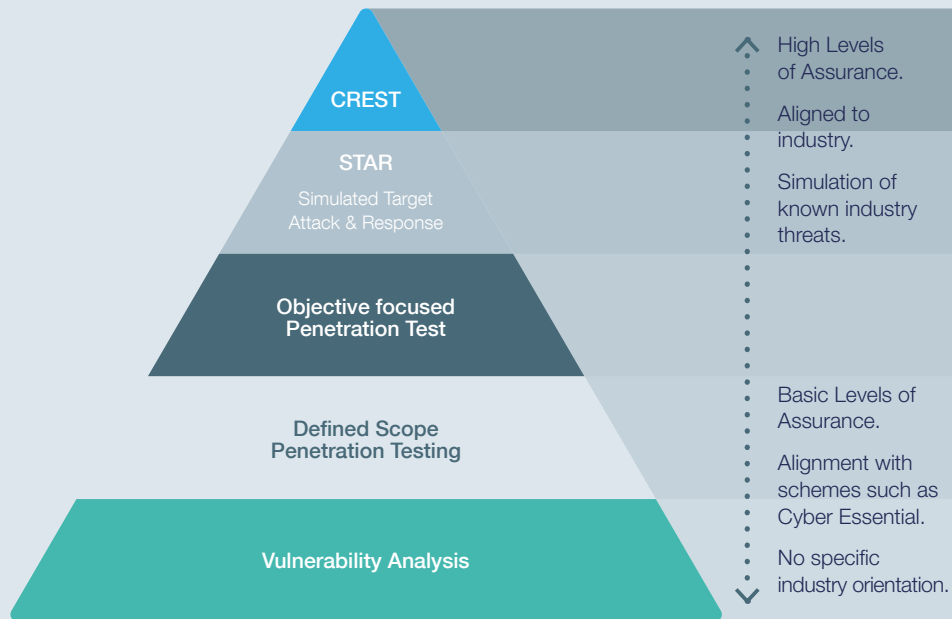 CREST
STAR
Simulated Target
Attack & Response
Objective focused
Penetration Test
Defined Scope
Penetration Testing
Vulnerability Analysis
High Levels
of Assurance.
Aligned to
industry.
Simulation of
known industry
threats.
Basic Levels of
Assurance.
Alignment with
schemes such as
Cyber Essential.
No specific
industry orientation.